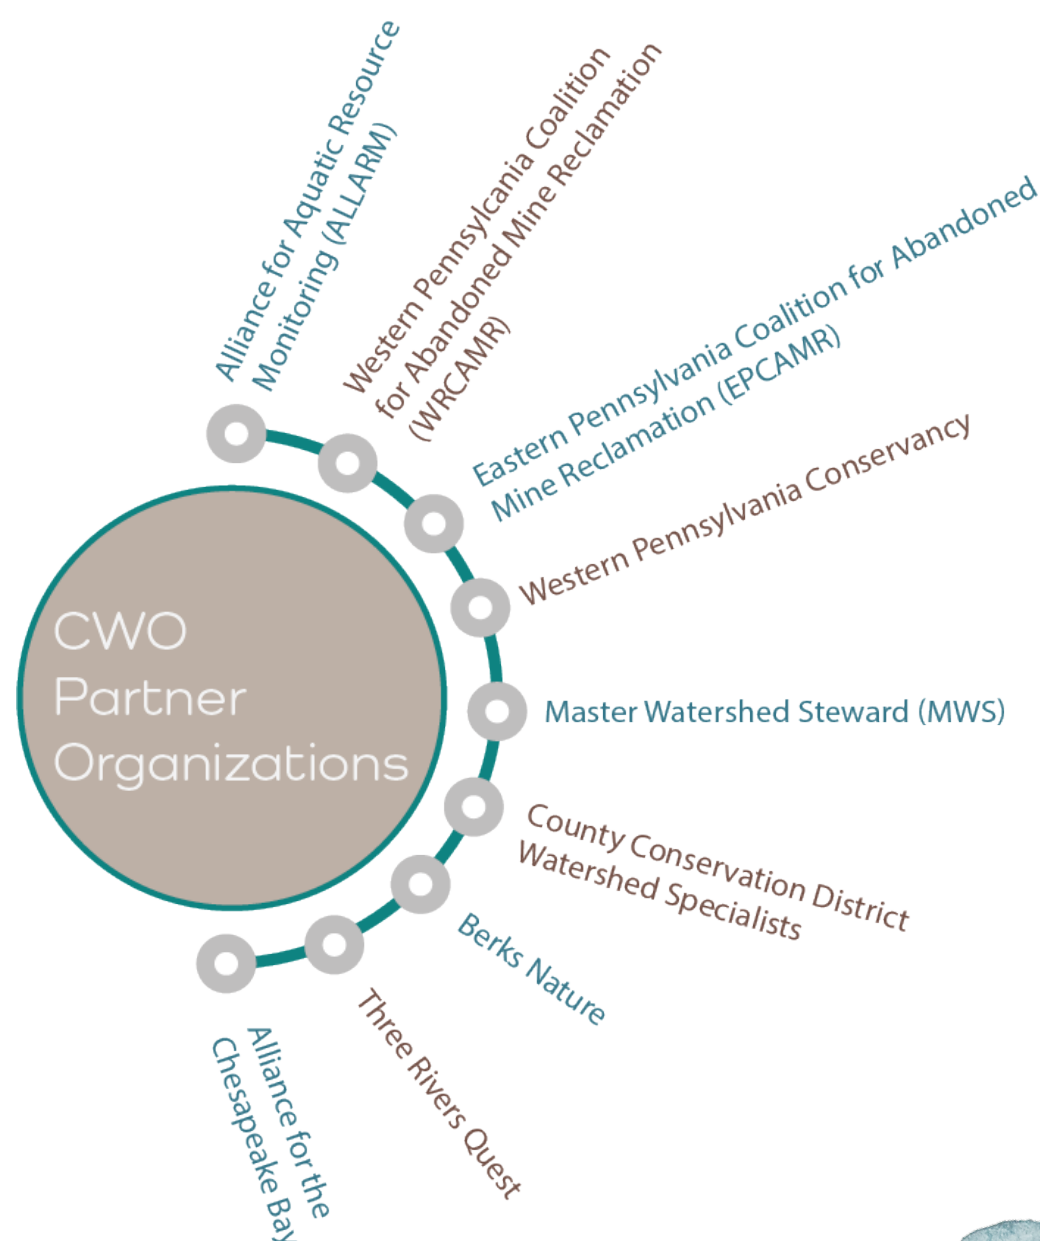 Alliance for Aquatic Resource
Monitoring (ALLARM)
Western Pennsylcania Coalition
for Abandoned Mine Reclamation
(WRCAMR)
Eastern Pennsylvania Coalition for Abandoned
Mine Reclamation (EPCAMR)
Western Pennsylvania Conservancy
CWO
Partner
Organizations
Master Watershed Steward (MWS)
County Conservation District
Watershed Specialists
Berks Nature
Three Rivers Quest
Alliance for the
Chesapeake Bay